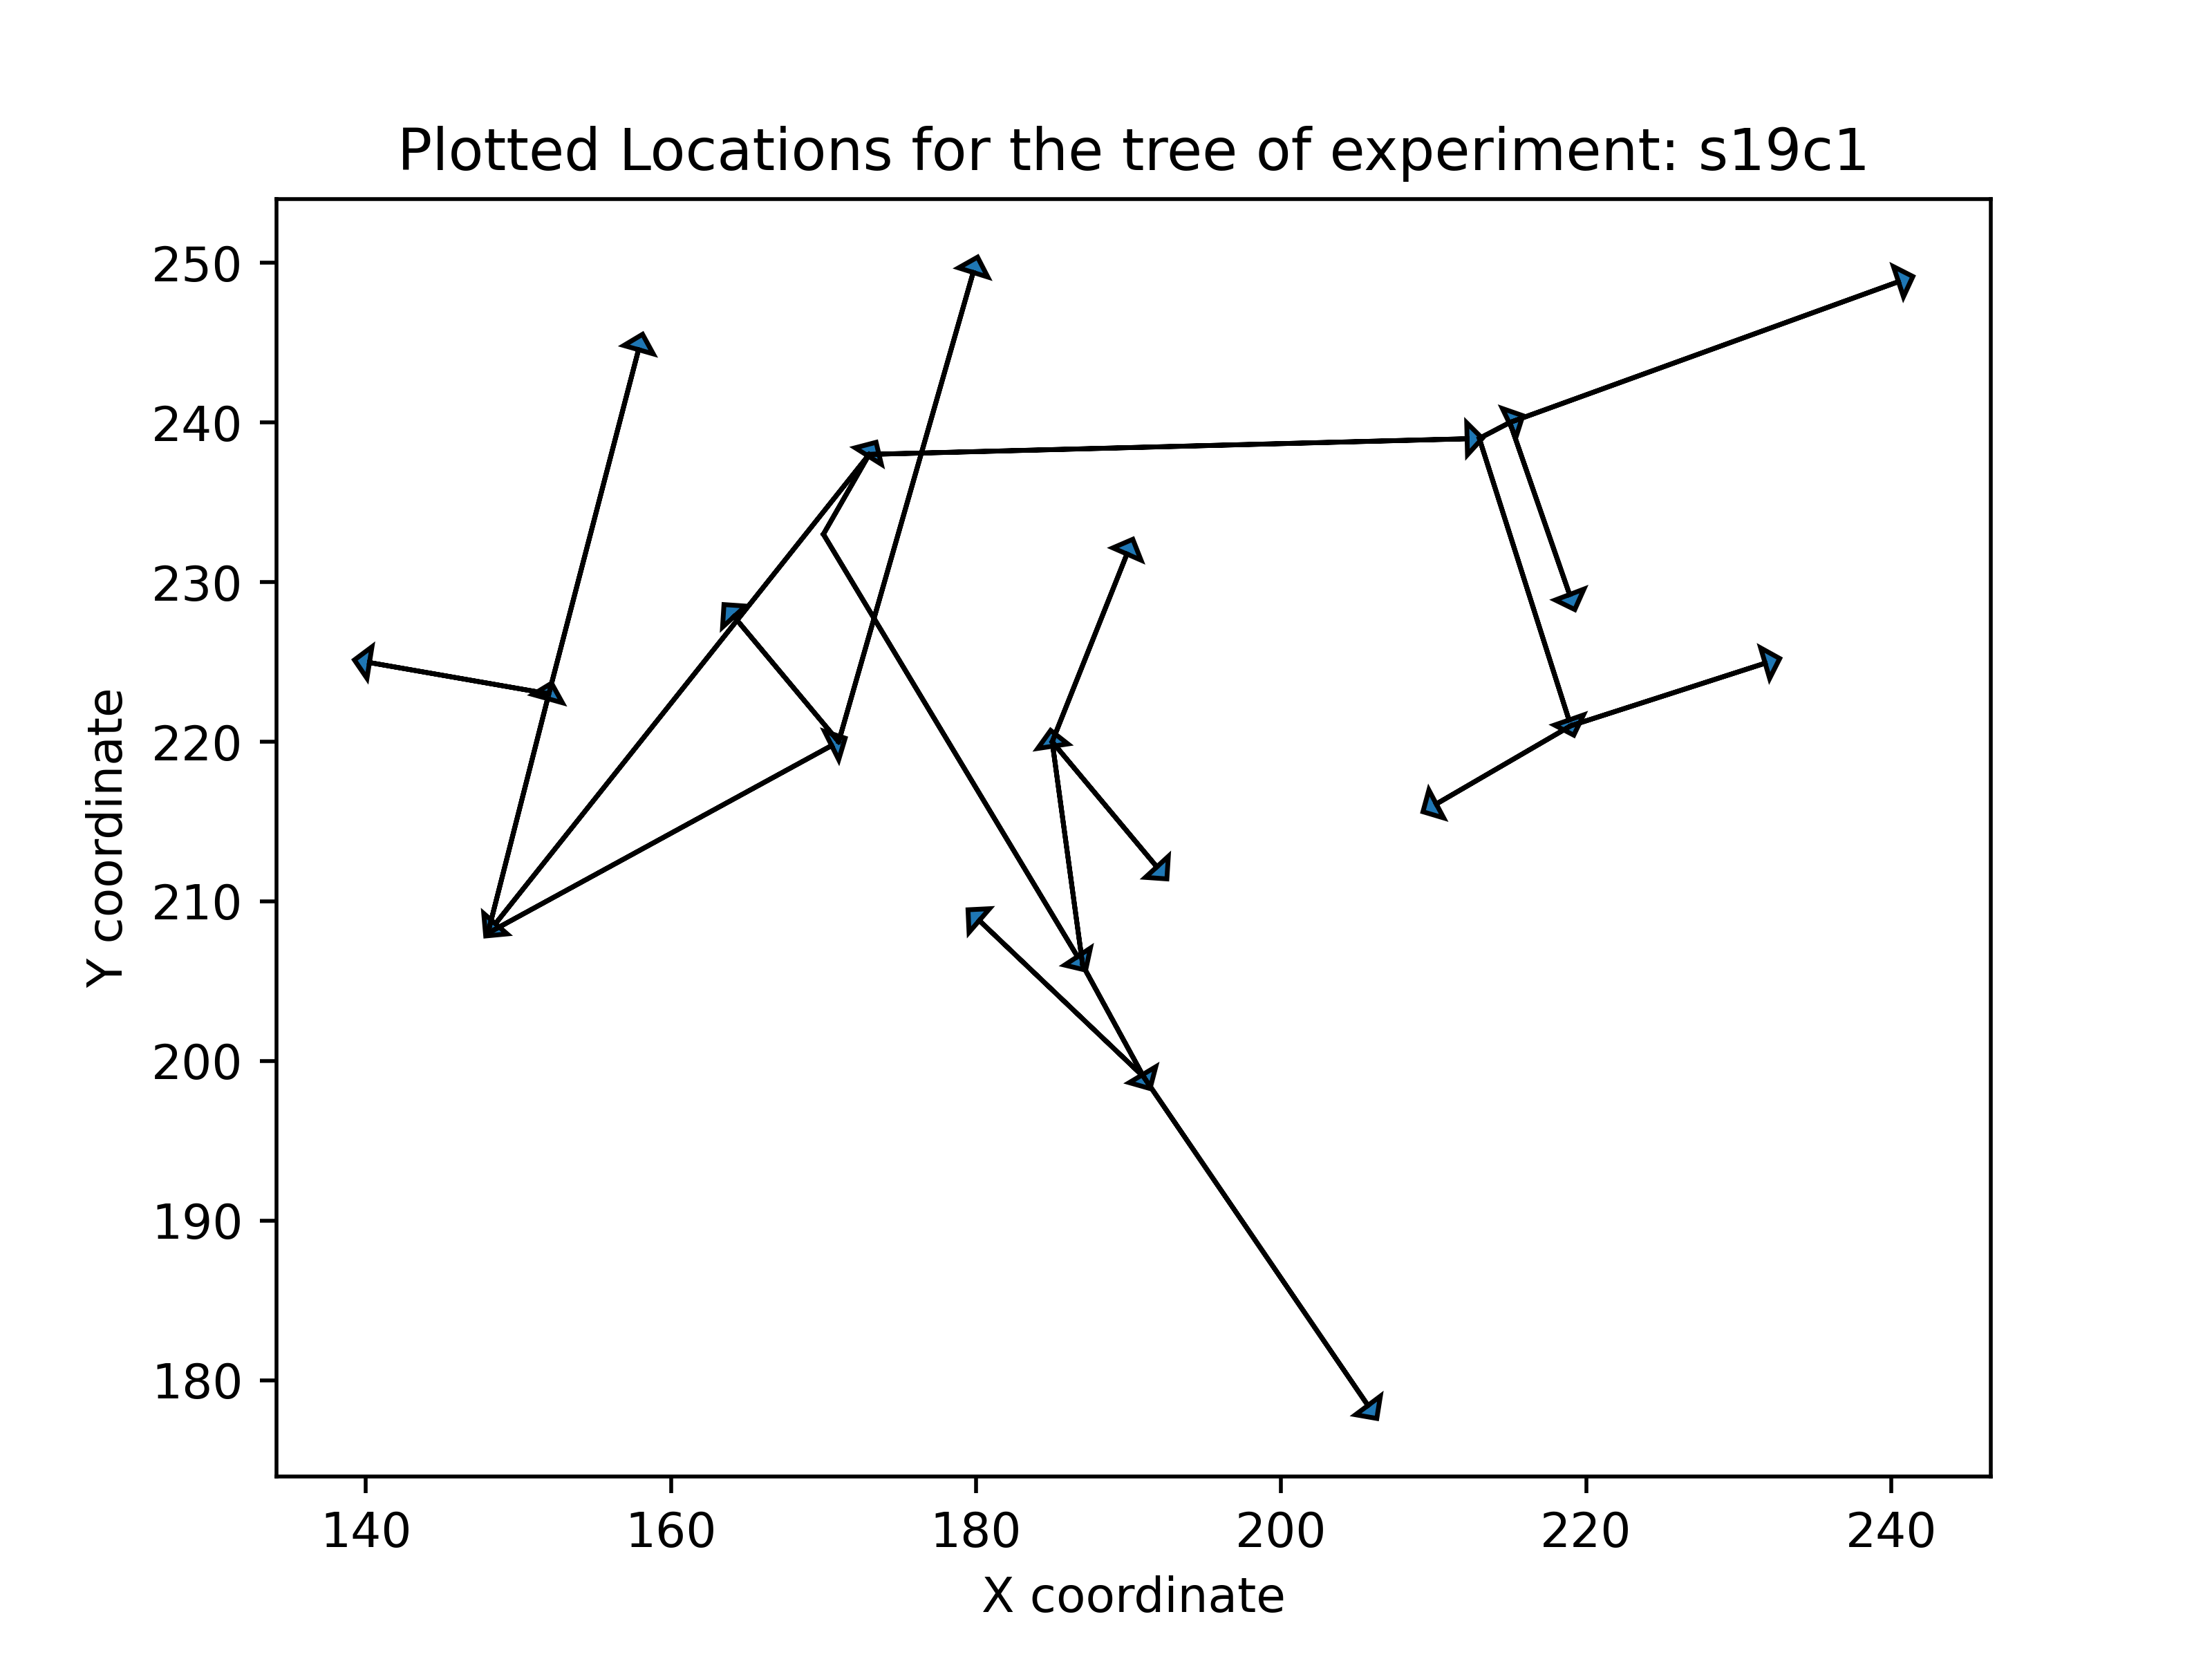 Plotted Locations for the tree of experiment: s19c1
250
240
230
220
210
200
190
180
Y coordinate
140 160 180 200 220 240
X coordinate